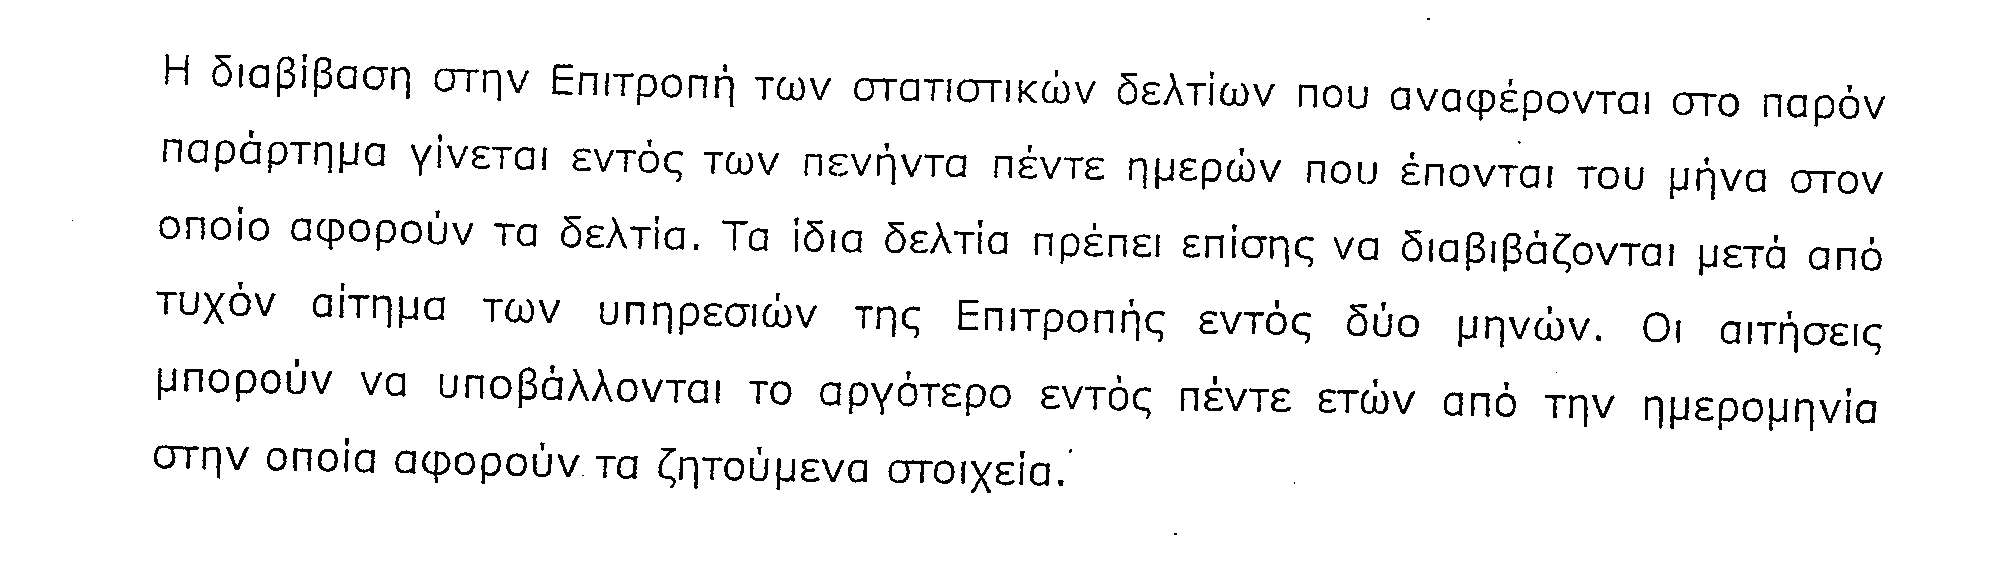 Η διαβίβαση στην Επιτροπή των στατιστικών δελτίων που αναφέρονται στο παρόν
παράρτημα γίνεται εντός των πενήντα πέντε ημερών που έπονται του μήνα στον
οποίο αφορούν τα δελτία. Τα ίδια δελτία πρέπει επίσης να διαβιβάζονται μετά από
τυχόν αίτημα των υπηρεσιών της Επιτροπής εντός δύο μηνών. Οι αιτήσεις
μπορούν να υποβάλλονται το αργότερο εντός πέντε ετών από την ημερομηνία
στην οποία αφορούν τα ζητούμενα στοιχεία.